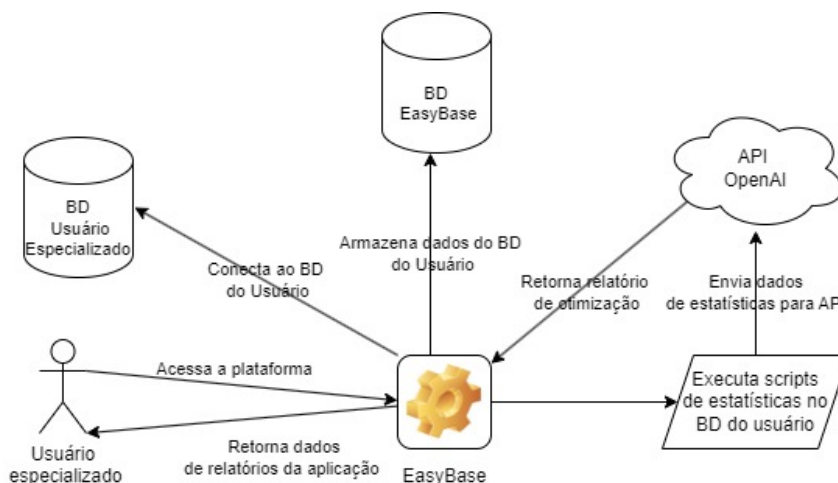 BD
EasyBase
API
OpenAI
BD
Usuário
Especializado
Armazena dados do BD
do Usuário
Conecta ao BD
do Usuário
Retorna relatório
de otimização
Envia dados
de estatísticas para AP
Acessa a plataforma
Executa scripts
de estatísticas no
BD do usuário
Retorna dados
de relatórios da aplicação
Usuário
especializado
EasyBase